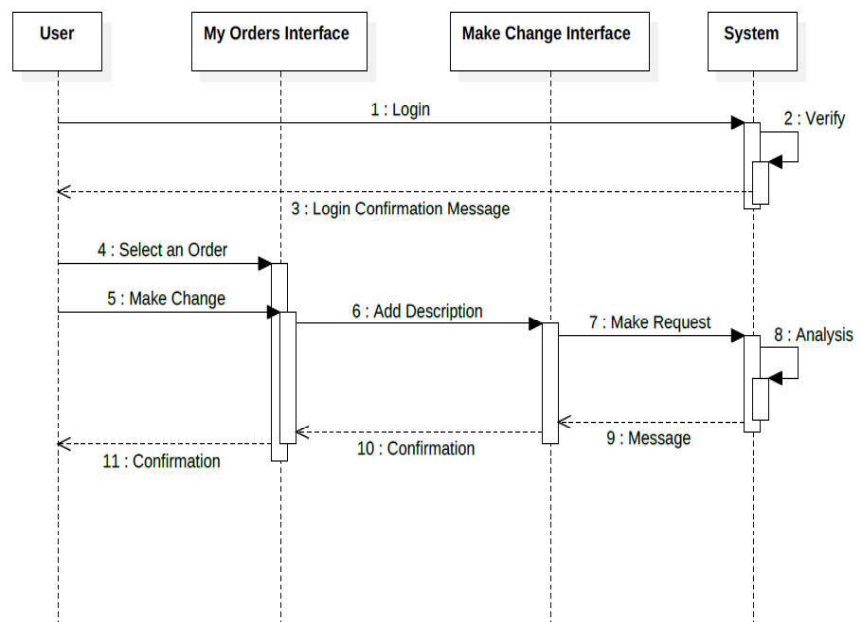 User
My Orders Interface
Make Change Interface
System
1 : Login
2 : Verify
3 : Login Confirmation Message
4 : Select an Order
5 : Make Change
6 : Add Description
7 : Make Request
8 : Analysis
9 : Message
10 : Confirmation
11 : Confirmation